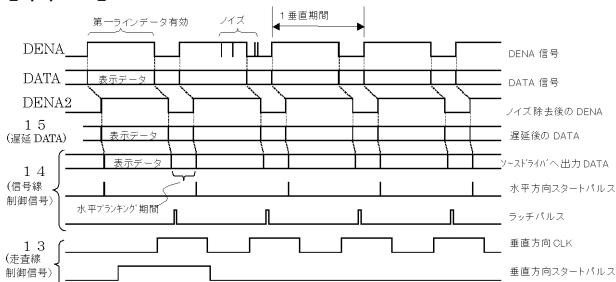 第一ラインデータ有効
ノイズ
1垂直期間
DENA
DENA 信号
DATA
表示データ
DATA 信号
DENA2
ノイズ除去後の DENA
15
(遅延 DATA)
表示データ
遅延後の DATA
表示データ
ソースドライバへ出力 DATA
14
(信号線
制御信号)
水平方向スタートパルス
水平ブランキング期間
ラッチパルス
13
(走査線
制御信号)
垂直方向 CLK
垂直方向スタートパルス